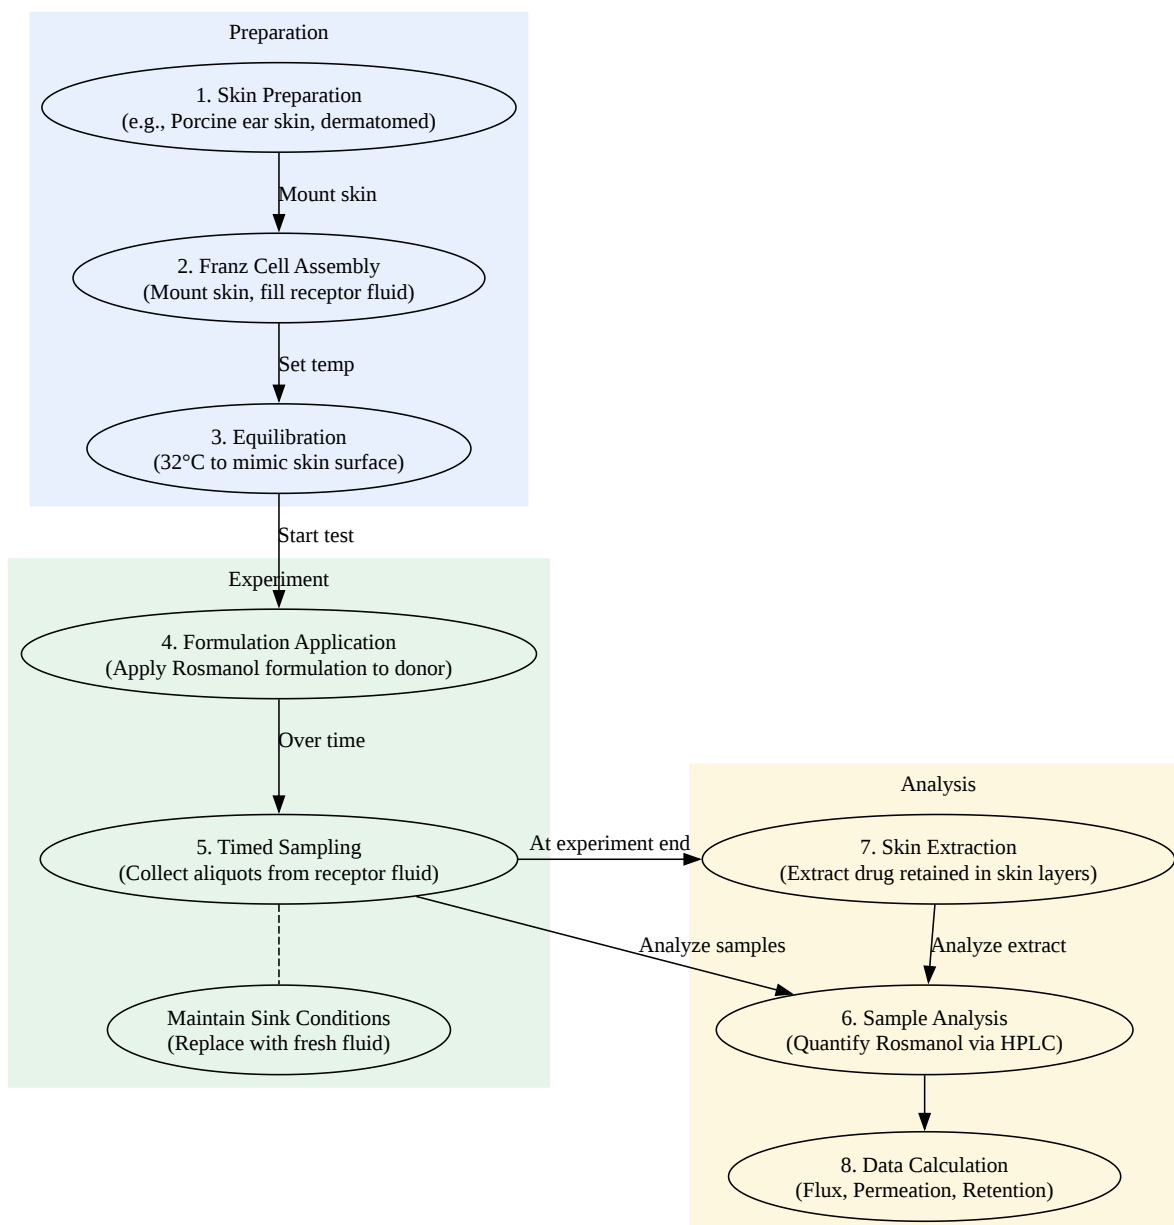 Preparation
1. Skin Preparation
(e.g., Porcine ear skin, dermatomed)
Mount skin
2. Franz Cell Assembly
(Mount skin, fill receptor fluid)
Set temp
3. Equilibration
(32°C to mimic skin surface)
Start test
Experiment
4. Formulation Application
(Apply Rosmanol formulation to donor)
Over time
5. Timed Sampling
(Collect aliquots from receptor fluid)
Maintain Sink Conditions
(Replace with fresh fluid)
At experiment end
Analyze samples
Analysis
7. Skin Extraction
(Extract drug retained in skin layers)
Analyze extract
6. Sample Analysis
(Quantify Rosmanol via HPLC)
8. Data Calculation
(Flux, Permeation, Retention)